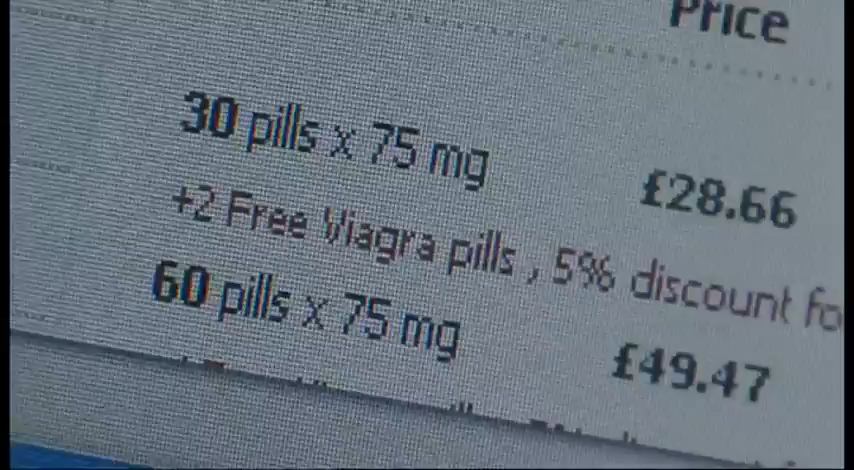 Price
30 pills x 75 mg £28.66
+2 Free Viagra pills , 5% discount fo
60 pills x 75 mg £49.47